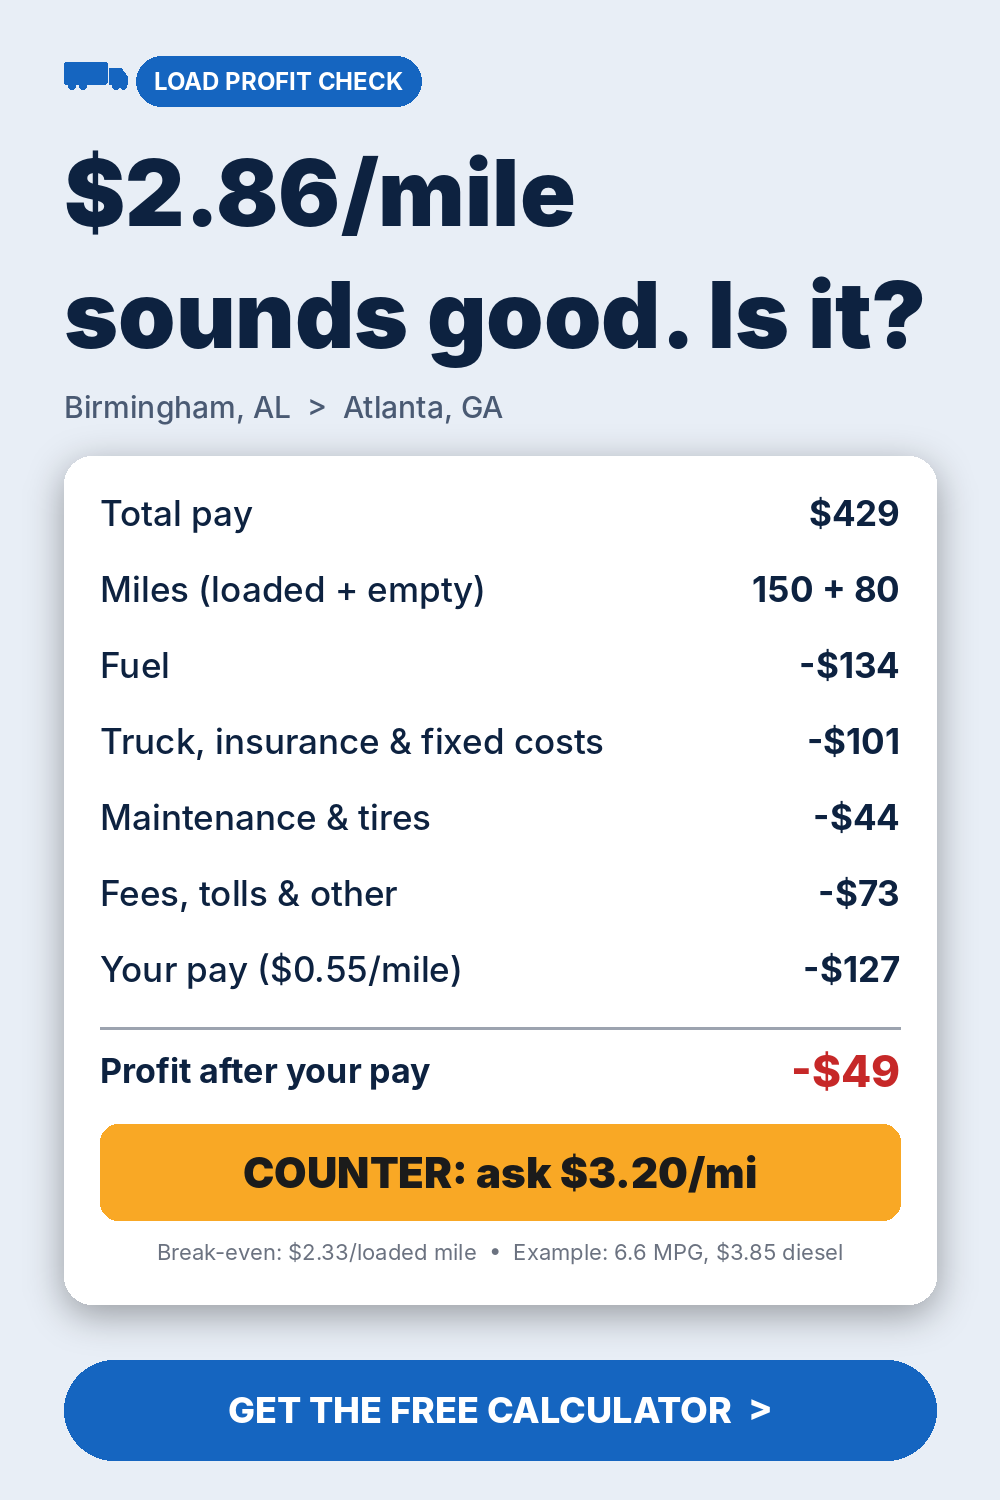 LOAD PROFIT CHECK
$2.86/mile
sounds good. Is it?
Birmingham, AL > Atlanta, GA
Total pay $429
Miles (loaded + empty) 150 + 80
Fuel -$134
Truck, insurance & fixed costs -$101
Maintenance & tires -$44
Fees, tolls & other -$73
Your pay ($0.55/mile) -$127
Profit after your pay -$49
COUNTER: ask $3.20/mi
Break-even: $2.33/loaded mile • Example: 6.6 MPG, $3.85 diesel
GET THE FREE CALCULATOR >